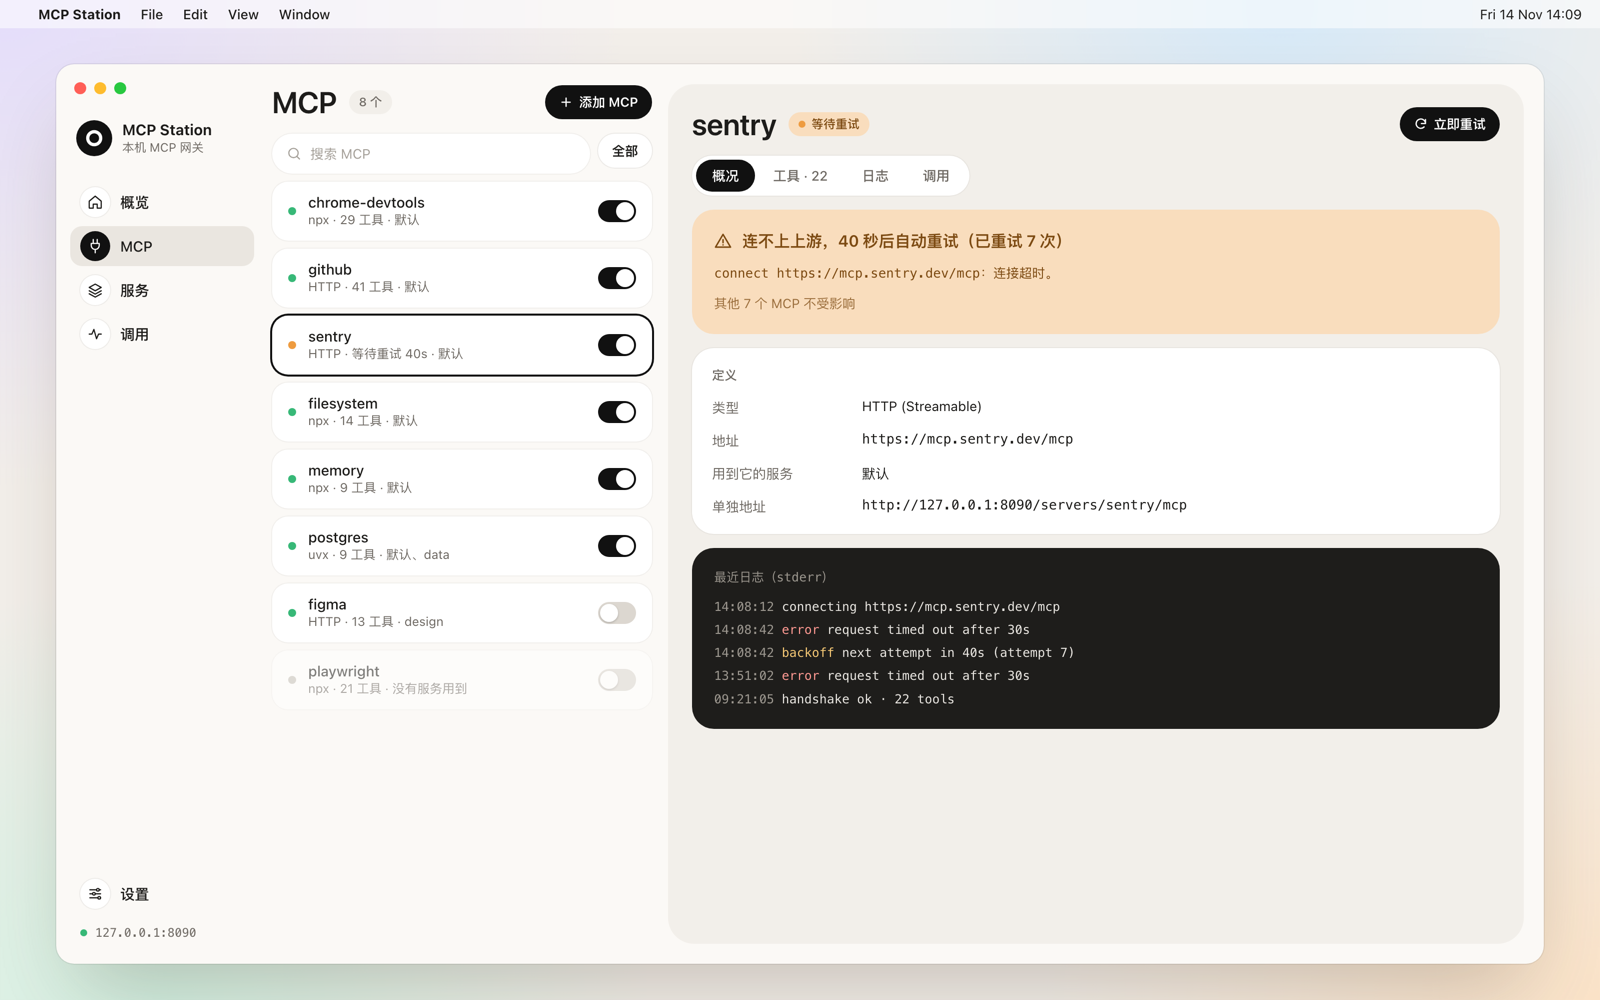 MCP Station File Edit View Window Fri 14 Nov 14:09
MCP Station
本机 MCP 网关
概览
MCP
服务
调用
设置
127.0.0.1:8090
MCP 8 个 添加 MCP
搜索 MCP 全部
chrome-devtools
npx · 29 工具 · 默认
github
HTTP · 41 工具 · 默认
sentry
HTTP · 等待重试 40s · 默认
filesystem
npx · 14 工具 · 默认
memory
npx · 9 工具 · 默认
postgres
uvx · 9 工具 · 默认、data
figma
HTTP · 13 工具 · design
playwright
npx · 21 工具 · 没有服务用到
sentry 等待重试 立即重试
概况 工具 · 22 日志 调用
连不上上游，40 秒后自动重试（已重试 7 次）
connect https://mcp.sentry.dev/mcp: 连接超时。
其他 7 个 MCP 不受影响
定义
类型 HTTP (Streamable)
地址 https://mcp.sentry.dev/mcp
用到它的服务 默认
单独地址 http://127.0.0.1:8090/servers/sentry/mcp
最近日志 (stderr)
14:08:12 connecting https://mcp.sentry.dev/mcp
14:08:42 error request timed out after 30s
14:08:42 backoff next attempt in 40s (attempt 7)
13:51:02 error request timed out after 30s
09:21:05 handshake ok · 22 tools